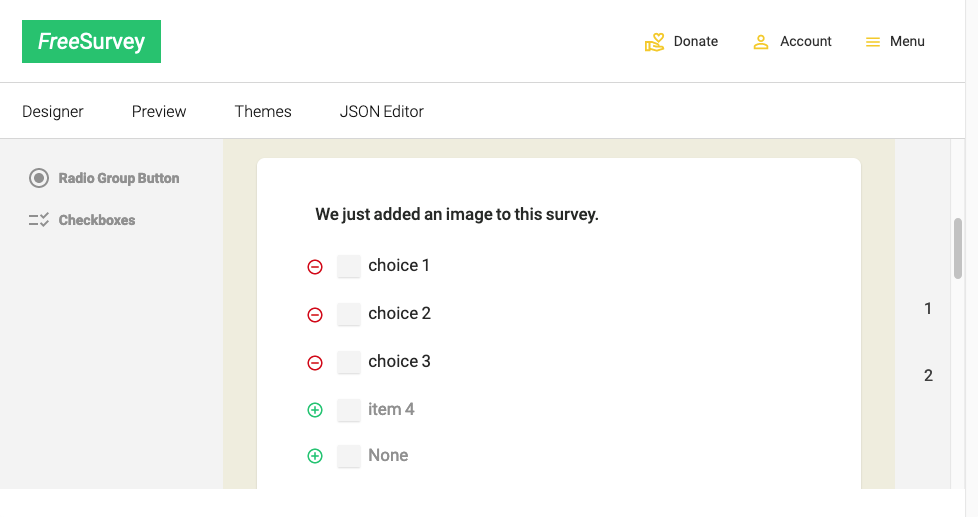 FreeSurvey
Donate
Account
Menu
Designer
Preview
Themes
JSON Editor
Radio Group Button
Checkboxes
We just added an image to this survey.
choice 1
choice 2
choice 3
item 4
None
1
2